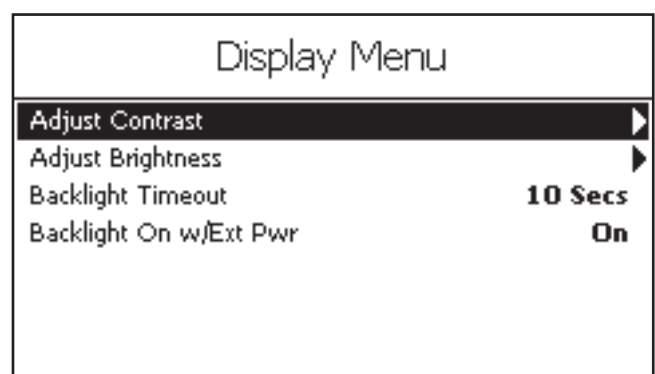 Display Menu
Adjust Contrast
Adjust Brightness
Backlight Timeout 10 Secs
Backlight On w/Ext Pwr On